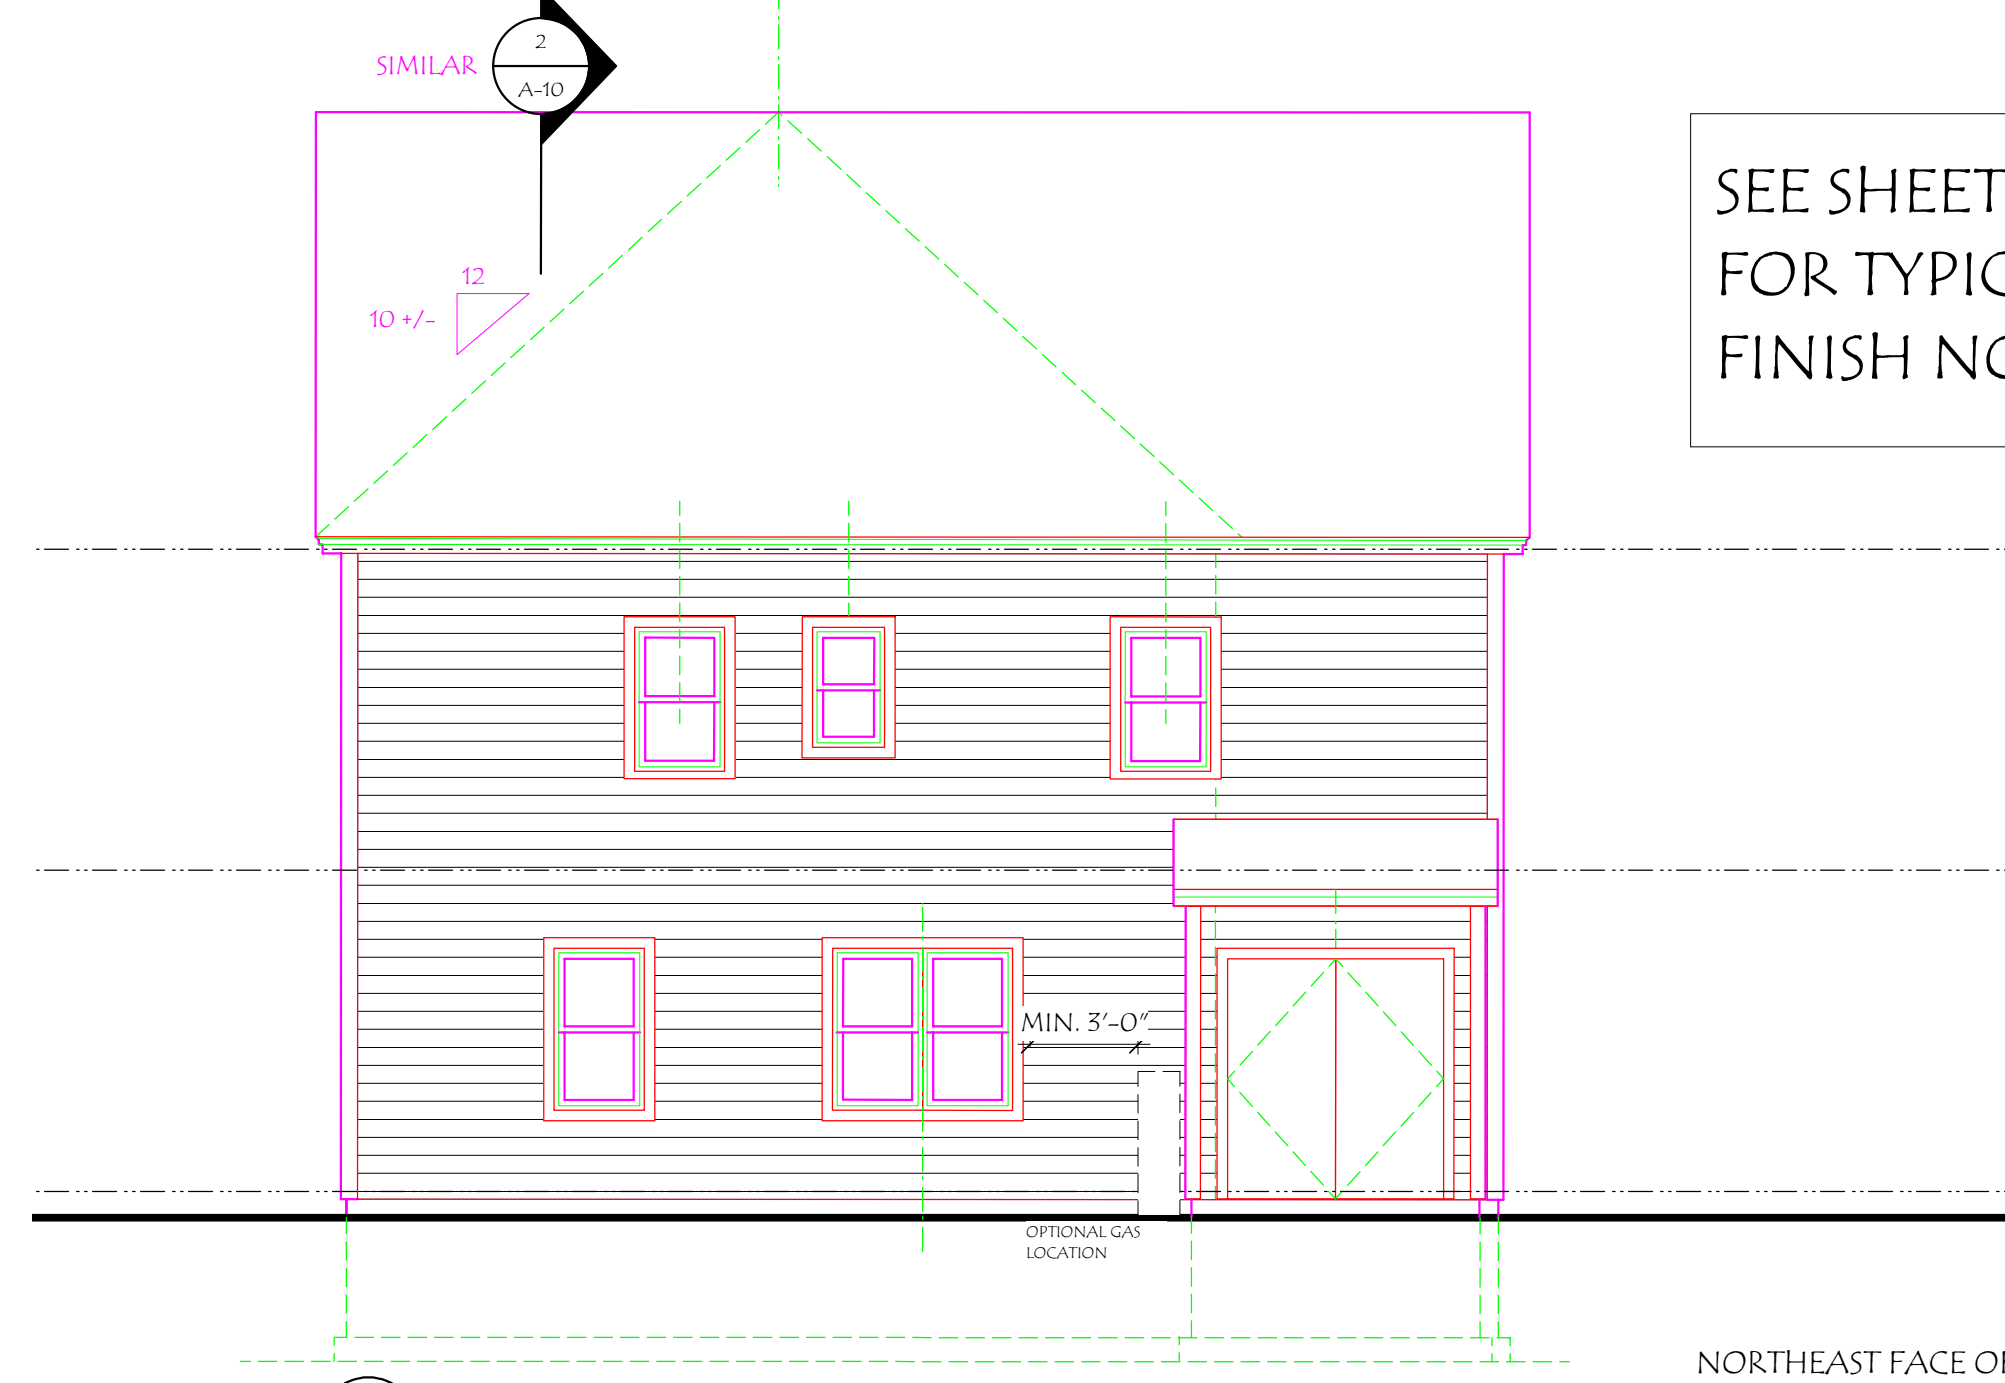 2
SIMILAR
A-10
SEE SHEET
FOR TYPIC
FINISH NO
12
10 +/-
MIN. 3'-0"
OPTIONAL GAS
LOCATION
NORTHEAST FACE OF